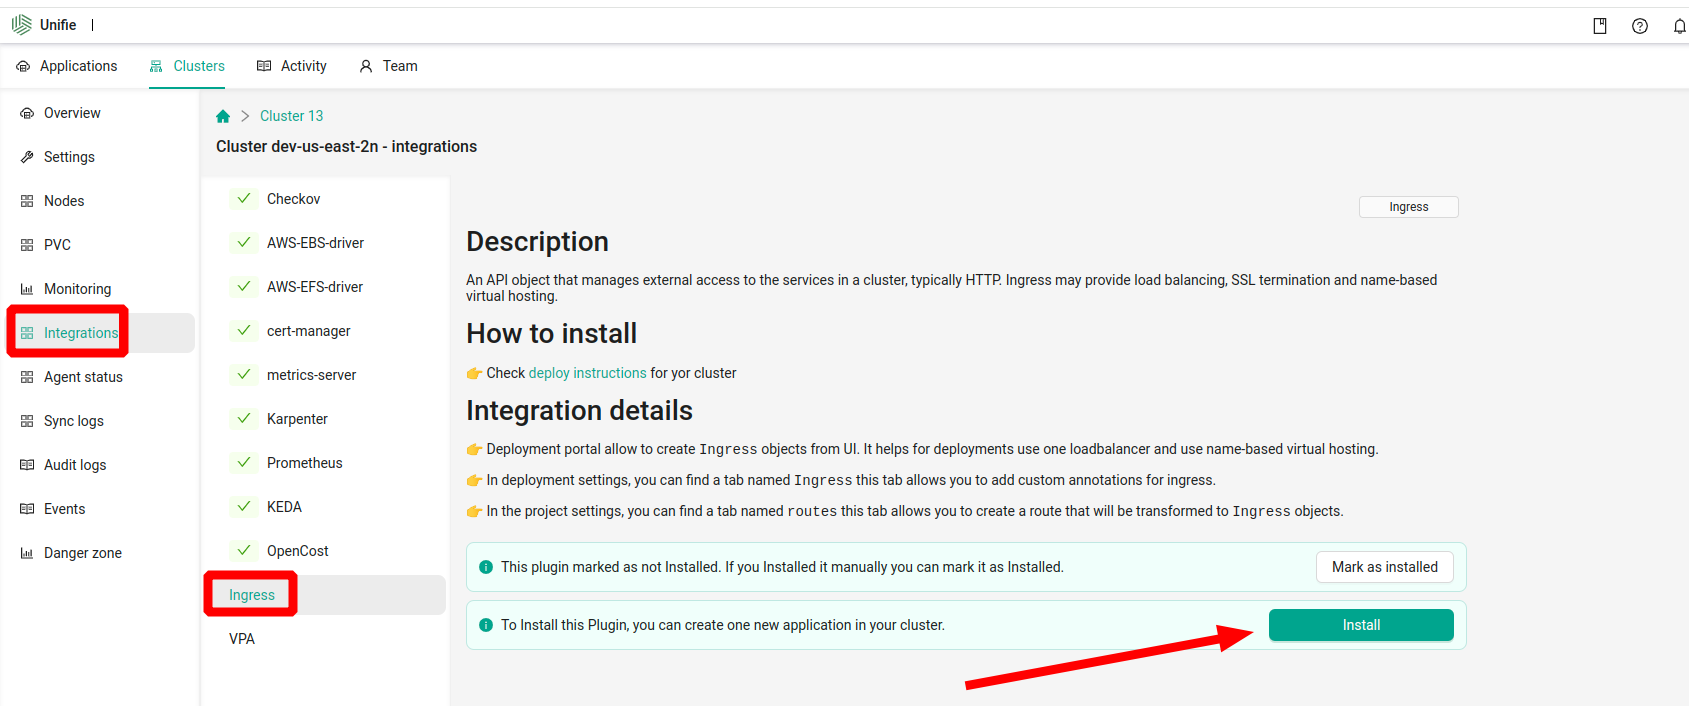 Unifie
Applications
Clusters
Activity
Team
Overview
Settings
Nodes
PVC
Monitoring
Integrations
Agent status
Sync logs
Audit logs
Events
Danger zone
Cluster 13
Cluster dev-us-east-2n - integrations
Checkov
AWS-EBS-driver
AWS-EFS-driver
cert-manager
metrics-server
Karpenter
Prometheus
KEDA
OpenCost
Ingress
VPA
Ingress
Description
An API object that manages external access to the services in a cluster, typically HTTP. Ingress may provide load balancing, SSL termination and name-based
virtual hosting.
How to install
👉 Check deploy instructions for yor cluster
Integration details
👉 Deployment portal allow to create Ingress objects from UI. It helps for deployments use one loadbalancer and use name-based virtual hosting.
👉 In deployment settings, you can find a tab named Ingress this tab allows you to add custom annotations for ingress.
👉 In the project settings, you can find a tab named routes this tab allows you to create a route that will be transformed to Ingress objects.
This plugin marked as not Installed. If you Installed it manually you can mark it as Installed.
Mark as installed
To Install this Plugin, you can create one new application in your cluster.
Install